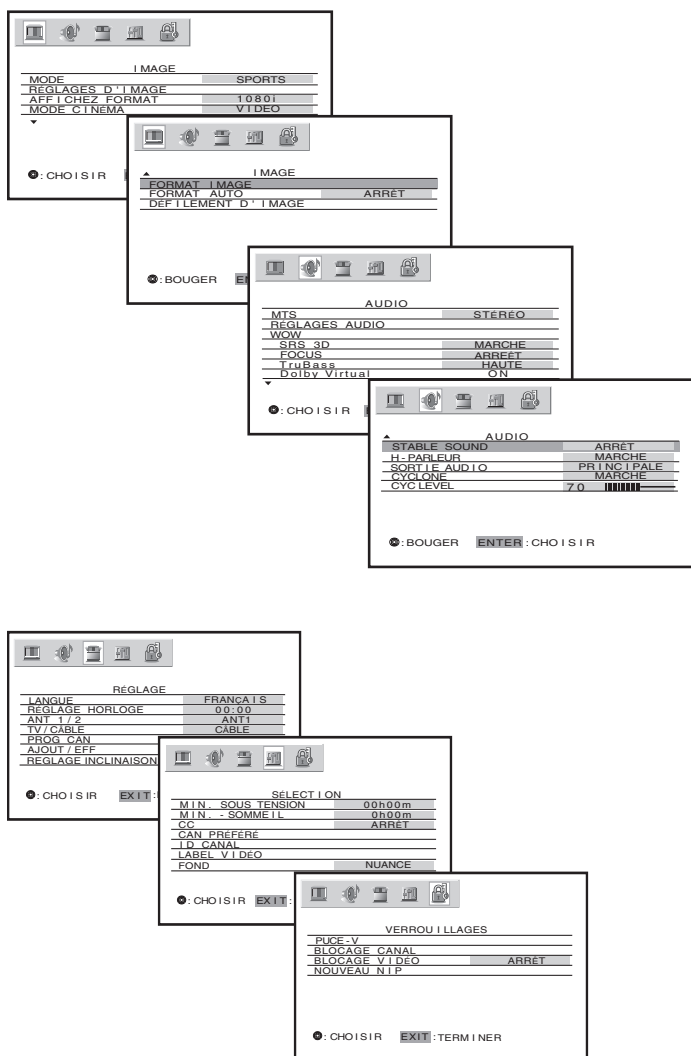 IMAGE
MODE SPORTS
RÉGLAGES D'IMAGE
AFFICHEZ FORMAT 1080i
MODE CINÉMA VIDEO
: CHOISIR
IMAGE
FORMAT IMAGE
FORMAT AUTO ARRÊT
DÉFILEMENT D'IMAGE
: BOUGER
AUDIO
MTS STÉRÉO
RÉGLAGES AUDIO
WOW
SRS 3D MARCHE
FOCUS ARREÊT
TruBass HAUTE
Dolby Virtual ON
: CHOISIR
AUDIO
STABLE SOUND ARRÊT
H-PARLEUR MARCHE
SORTIE AUDIO PRINCIPALE
CYCLONE MARCHE
CYC LEVEL 70
: BOUGER ENTER : CHOISIR
RÉGLAGE
LANGUE FRANÇAIS
RÉGLAGE HORLOGE 00:00
ANT 1/2 ANT1
TV/CÂBLE CÂBLE
PROG CAN
AJOUT/EFF
REGLAGE INCLINAISON
: CHOISIR EXIT :
SÉLECTION
MIN. SOUS TENSION 00h00m
MIN. - SOMMEIL 0h00m
CC ARRÊT
CAN PRÉFÉRÉ
ID CANAL
LABEL VIDÉO
FOND NUANCE
: CHOISIR EXIT :
VERROUILLAGES
PUCE-V
BLOCAGE CANAL
BLOCAGE VIDÉO ARRÊT
NOUVEAU NIP
: CHOISIR EXIT : TERMINER